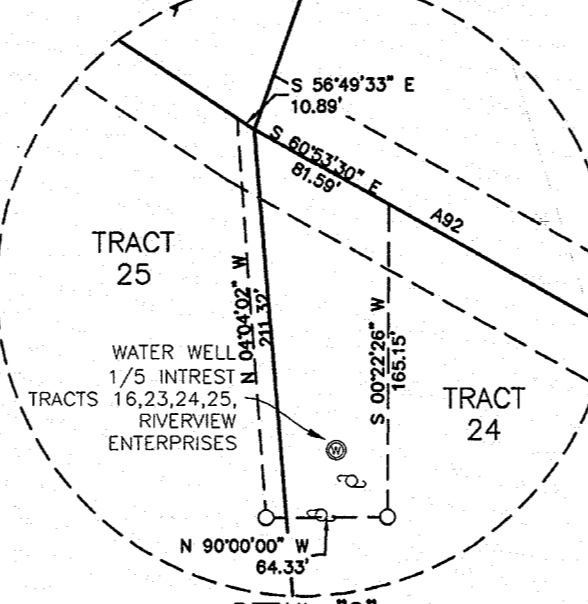 S 56°49'33" E
10.89'
S 60°53'30" E
81.59'
A92
TRACT
25
N 04°04'02" W
211.32'
S 00°22'26" W
165.15'
WATER WELL
1/5 INTREST
TRACTS 16,23,24,25,
RIVERVIEW
ENTERPRISES
TRACT
24
W
N 90°00'00" W
64.33'